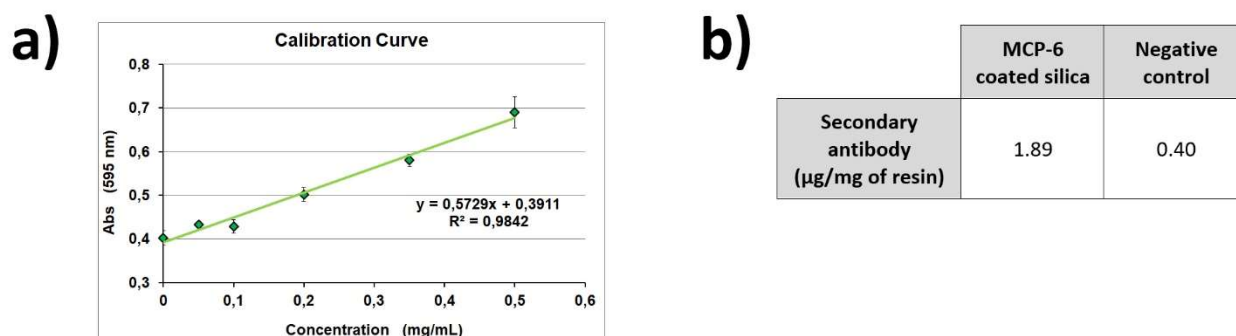 a)
Calibration Curve
0,8
0,7
0,6
0,5
0,4
0,3
Abs (595 nm)
y = 0,5729x + 0,3911
R² = 0,9842
0 0,1 0,2 0,3 0,4 0,5 0,6
Concentration (mg/mL)
b)
MCP-6
coated silica
Negative
control
Secondary
antibody
(µg/mg of resin)
1.89
0.40